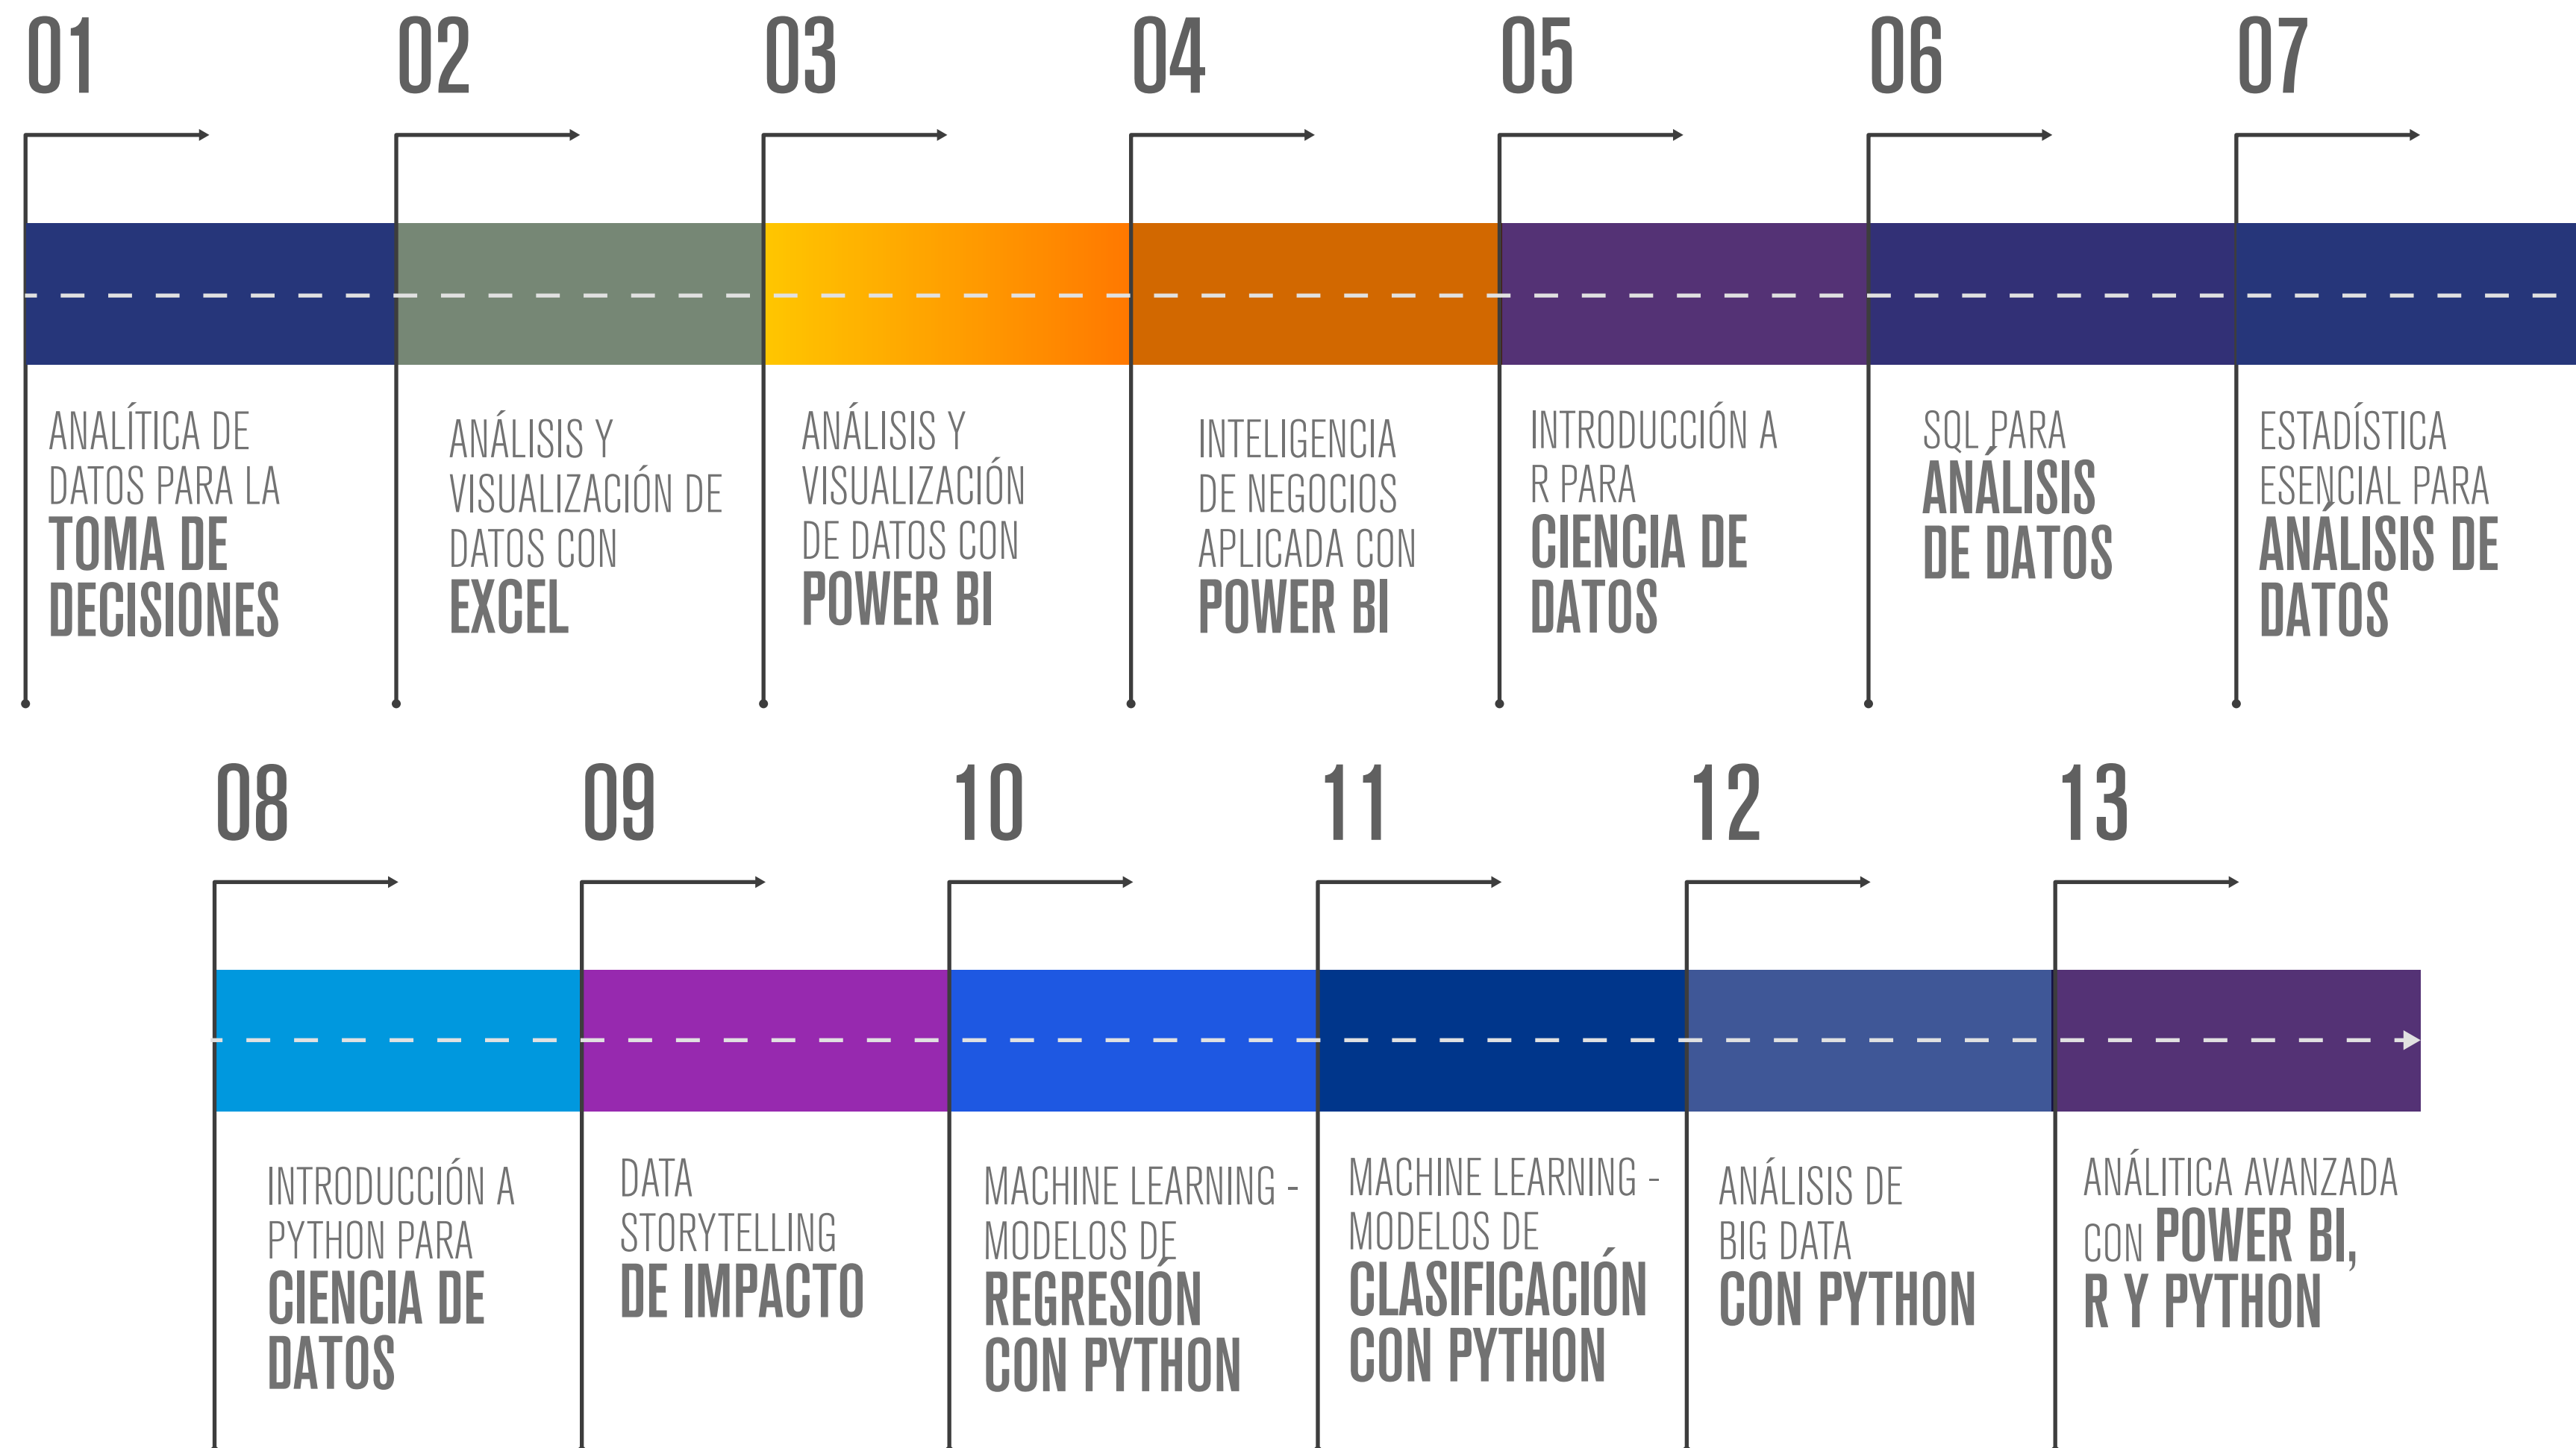 01
ANALÍTICA DE
DATOS PARA LA
TOMA DE
DECISIONES
02
ANÁLISIS Y
VISUALIZACIÓN DE
DATOS CON
EXCEL
03
ANÁLISIS Y
VISUALIZACIÓN
DE DATOS CON
POWER BI
04
INTELIGENCIA
DE NEGOCIOS
APLICADA CON
POWER BI
05
INTRODUCCIÓN A
R PARA
CIENCIA DE
DATOS
06
SQL PARA
ANÁLISIS
DE DATOS
07
ESTADÍSTICA
ESENCIAL PARA
ANÁLISIS DE
DATOS
08
INTRODUCCIÓN A
PYTHON PARA
CIENCIA DE
DATOS
09
DATA
STORYTELLING
DE IMPACTO
10
MACHINE LEARNING -
MODELOS DE
REGRESIÓN
CON PYTHON
11
MACHINE LEARNING -
MODELOS DE
CLASIFICACIÓN
CON PYTHON
12
ANÁLISIS DE
BIG DATA
CON PYTHON
13
ANÁLITICA AVANZADA
CON POWER BI,
R Y PYTHON